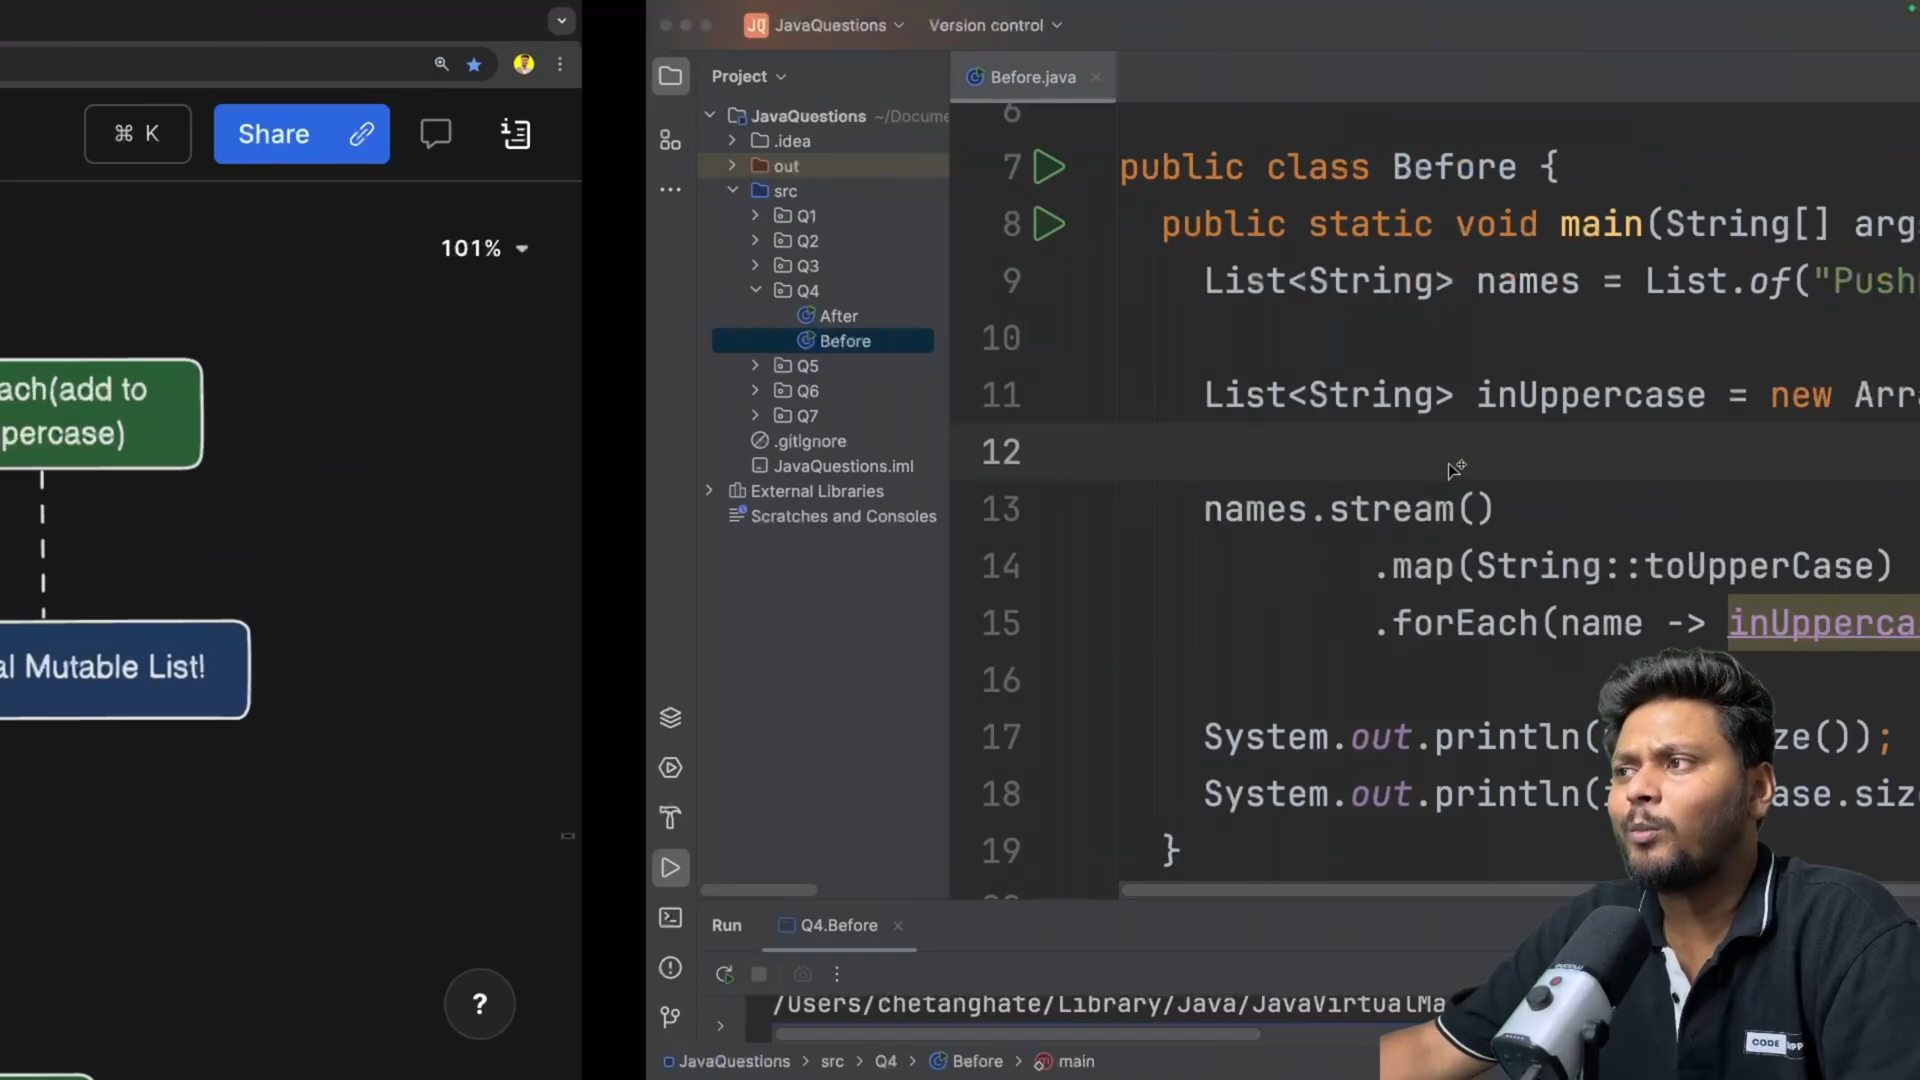 ⌘ K
Share
101%
ach(add to
ppercase)
al Mutable List!
?
JQ JavaQuestions
Version control
Project
JavaQuestions ~/Docume
.idea
out
src
Q1
Q2
Q3
Q4
After
Before
Q5
Q6
Q7
.gitignore
JavaQuestions.iml
External Libraries
Scratches and Consoles
Before.java
6
7 public class Before {
8 public static void main(String[] arg
9 List<String> names = List.of("Push
10
11 List<String> inUppercase = new Arra
12
13 names.stream()
14 .map(String::toUpperCase)
15 .forEach(name -> inUpperca
16
17 System.out.println( ze());
18 System.out.println( ase.siz
19 }
Run
Q4.Before
/Users/chetanghate/Library/Java/JavaVirtualMa
JavaQuestions > src > Q4 > Before > main
CODE